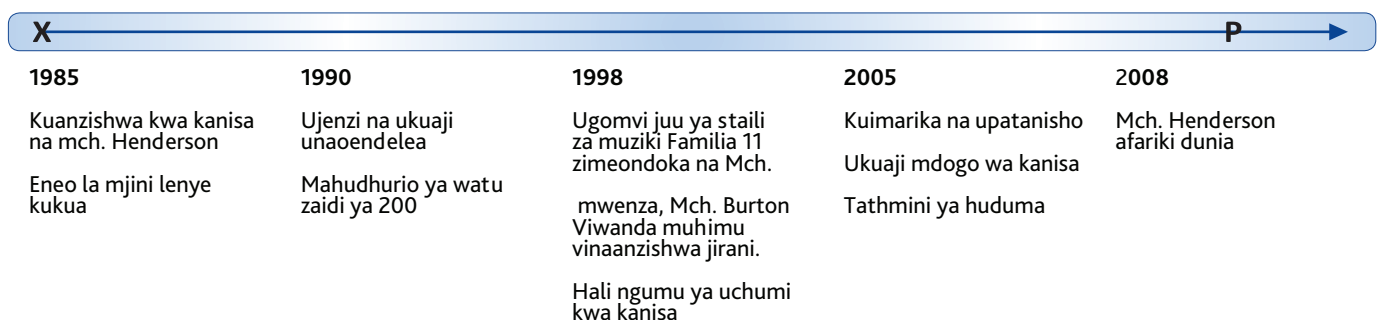 X P
1985
Kuanzishwa kwa kanisa
na mch. Henderson
Eneo la mjini lenye
kukua
1990
Ujenzi na ukuaji
unaoendelea
Mahudhurio ya watu
zaidi ya 200
1998
Ugomvi juu ya staili
za muziki Familia 11
zimeondoka na Mch.
mwenza, Mch. Burton
Viwanda muhimu
vinaanzishwa jirani.
Hali ngumu ya uchumi
kwa kanisa
2005
Kuimarika na upatanisho
Ukuaji mdogo wa kanisa
Tathmini ya huduma
2008
Mch. Henderson
afariki dunia